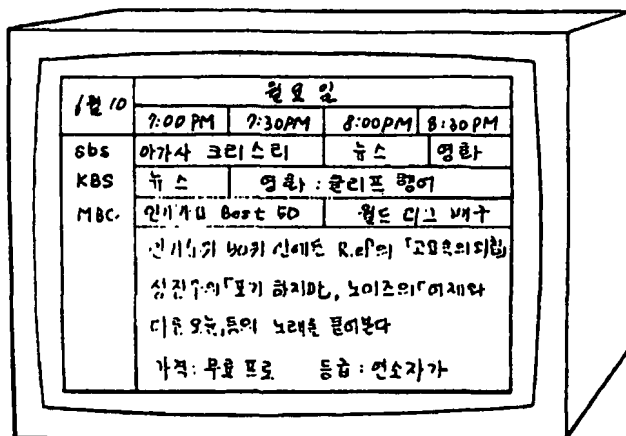 6월 10 월요일
7:00 PM 7:30PM 8:00PM 8:30PM
sbs 아가사 크리스티 뉴스 영화
KBS 뉴스 영화 : 클리프 행어
MBC 인기가요 Best 50 월드 리그 배구
인기가요 50위 R.ef의 「고요속의 외침
성진우의「포기 하지마, 노이즈의「어제와
다른 오늘, 등의 노래를 들어본다
가격: 무료 프로 등급: 연소자가